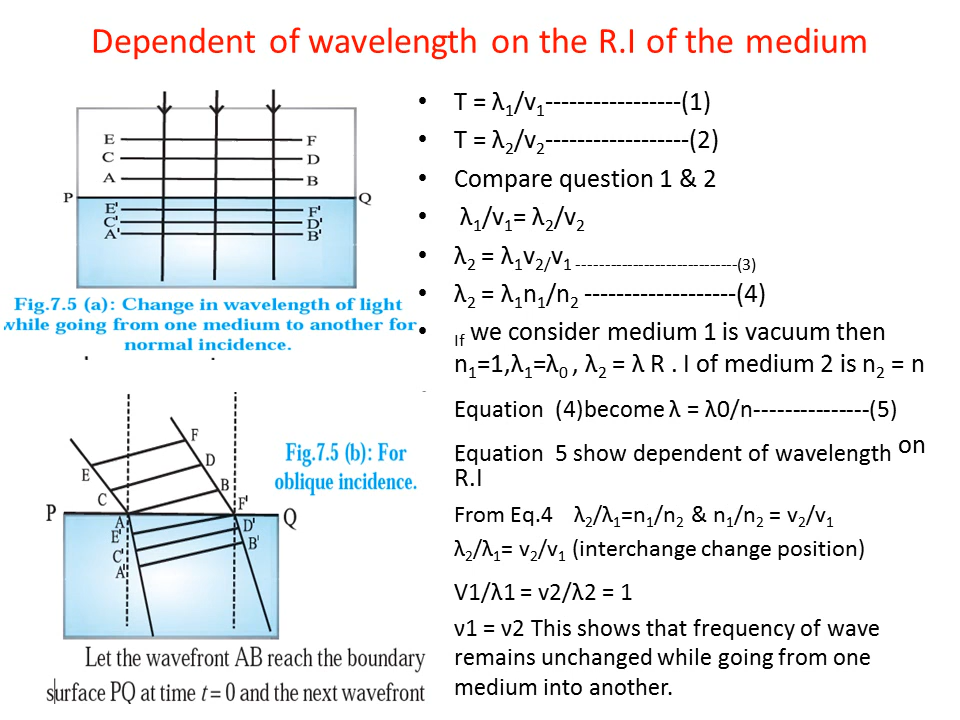 Dependent of wavelength on the R.I of the medium
E F
C D
A B
P Q
E' F'
C' D'
A' B'
Fig.7.5 (a): Change in wavelength of light
while going from one medium to another for
normal incidence.
F
E D
C B
P A F' Q
E' D'
C' B'
A'
Fig.7.5 (b): For
oblique incidence.
Let the wavefront AB reach the boundary
surface PQ at time t = 0 and the next wavefront
• T = λ₁/v₁-----------------(1)
• T = λ₂/v₂------------------(2)
• Compare question 1 & 2
• λ₁/v₁= λ₂/v₂
• λ₂ = λ₁v₂/v₁ ----------------------------(3)
• λ₂ = λ₁n₁/n₂ -------------------(4)
• If we consider medium 1 is vacuum then
n₁=1,λ₁=λ₀ , λ₂ = λ R . I of medium 2 is n₂ = n
Equation (4)become λ = λ0/n---------------(5)
Equation 5 show dependent of wavelength on
R.I
From Eq.4 λ₂/λ₁=n₁/n₂ & n₁/n₂ = v₂/v₁
λ₂/λ₁= v₂/v₁ (interchange change position)
V1/λ1 = v2/λ2 = 1
ν1 = ν2 This shows that frequency of wave
remains unchanged while going from one
medium into another.